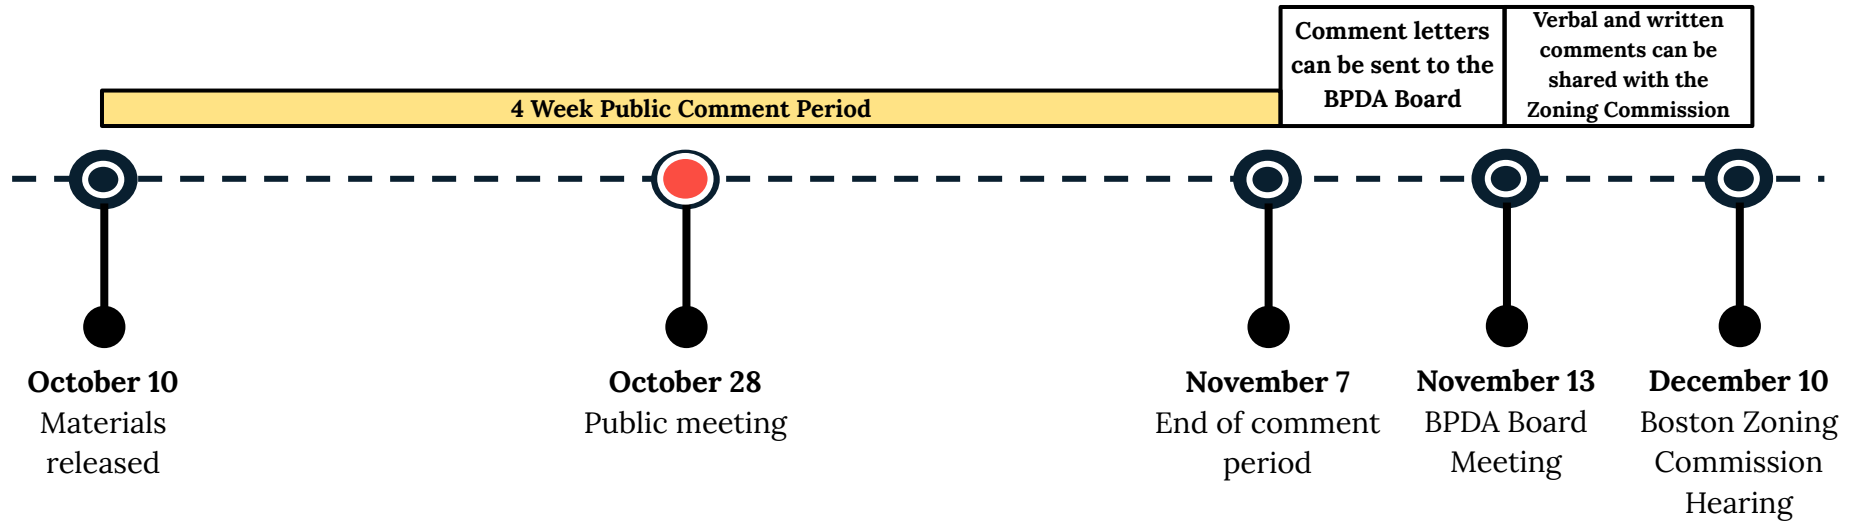 Comment letters
can be sent to the
BPDA Board
Verbal and written
comments can be
shared with the
Zoning Commission
4 Week Public Comment Period
October 10
Materials
released
October 28
Public meeting
November 7
End of comment
period
November 13
BPDA Board
Meeting
December 10
Boston Zoning
Commission
Hearing